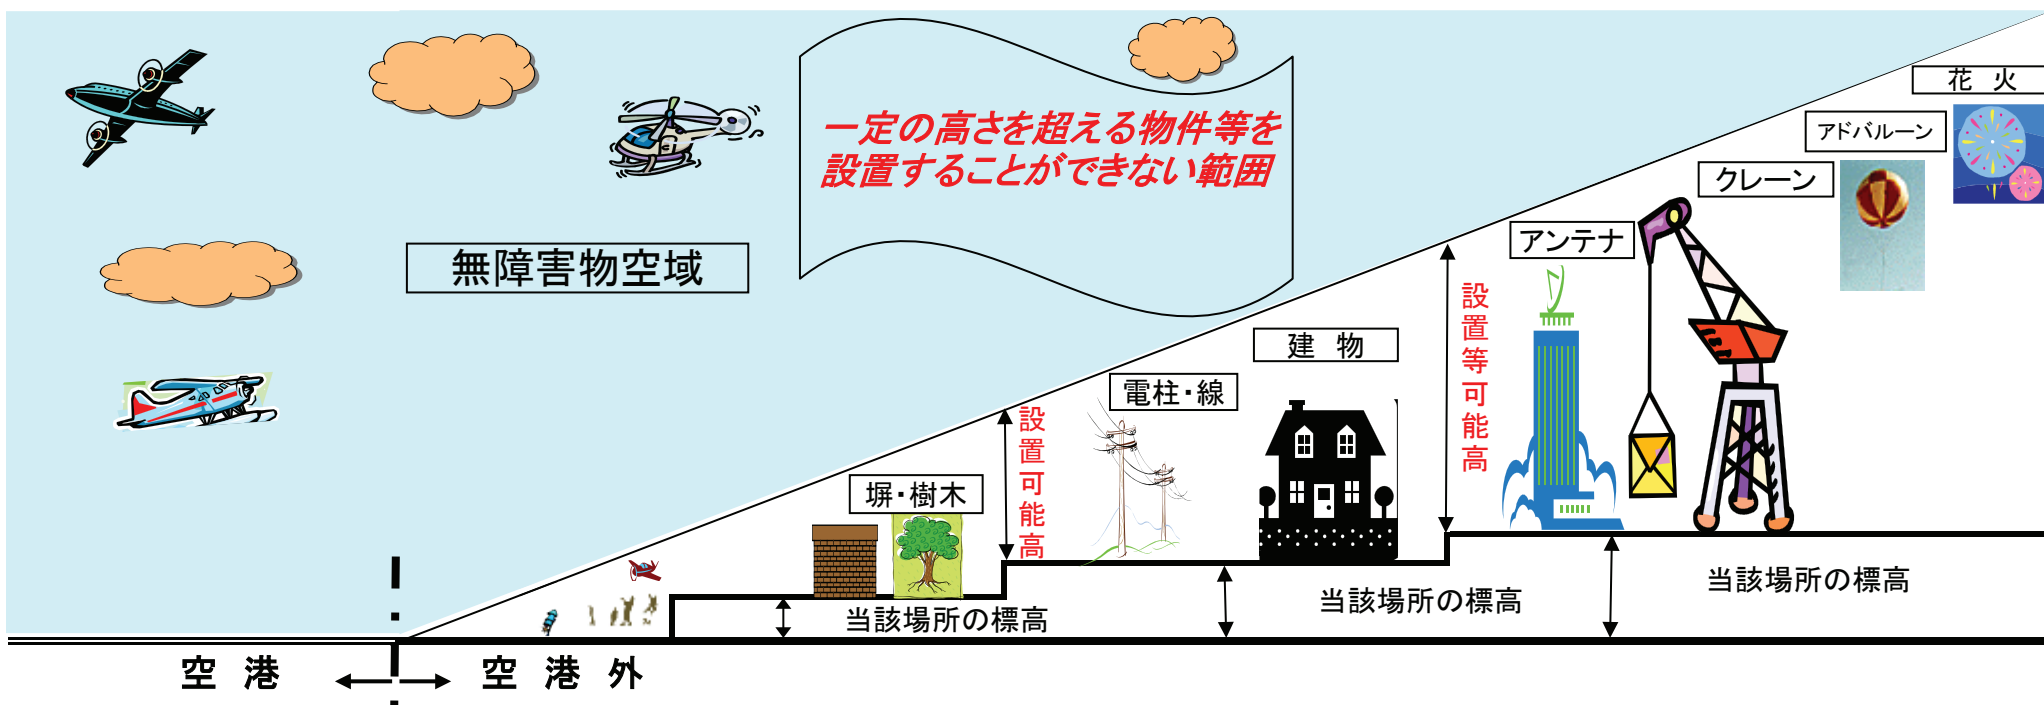 一定の高さを超える物件等を
設置することができない範囲
無障害物空域
花 火
アドバルーン
クレーン
アンテナ
設置等可能高
建 物
電柱・線
設置可能高
塀・樹木
当該場所の標高
当該場所の標高
当該場所の標高
空 港
空 港 外